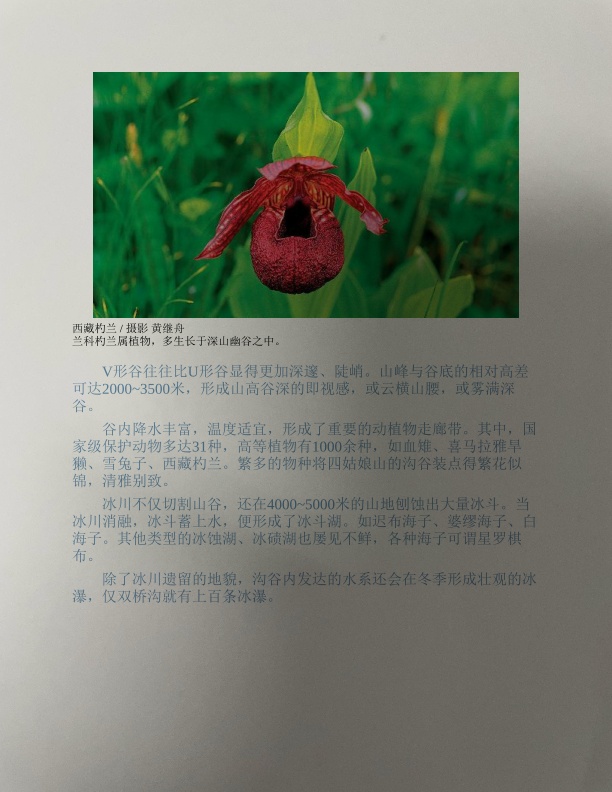 西藏杓兰 / 摄影 黄继舟
兰科杓兰属植物，多生长于深山幽谷之中。
V形谷往往比U形谷显得更加深邃、陡峭。山峰与谷底的相对高差
可达2000~3500米，形成山高谷深的即视感，或云横山腰，或雾满深
谷。
谷内降水丰富，温度适宜，形成了重要的动植物走廊带。其中，国
家级保护动物多达31种，高等植物有1000余种，如血雉、喜马拉雅旱
獭、雪兔子、西藏杓兰。繁多的物种将四姑娘山的沟谷装点得繁花似
锦，清雅别致。
冰川不仅切割山谷，还在4000~5000米的山地刨蚀出大量冰斗。当
冰川消融，冰斗蓄上水，便形成了冰斗湖。如迟布海子、婆缪海子、白
海子。其他类型的冰蚀湖、冰碛湖也屡见不鲜，各种海子可谓星罗棋
布。
除了冰川遗留的地貌，沟谷内发达的水系还会在冬季形成壮观的冰
瀑，仅双桥沟就有上百条冰瀑。